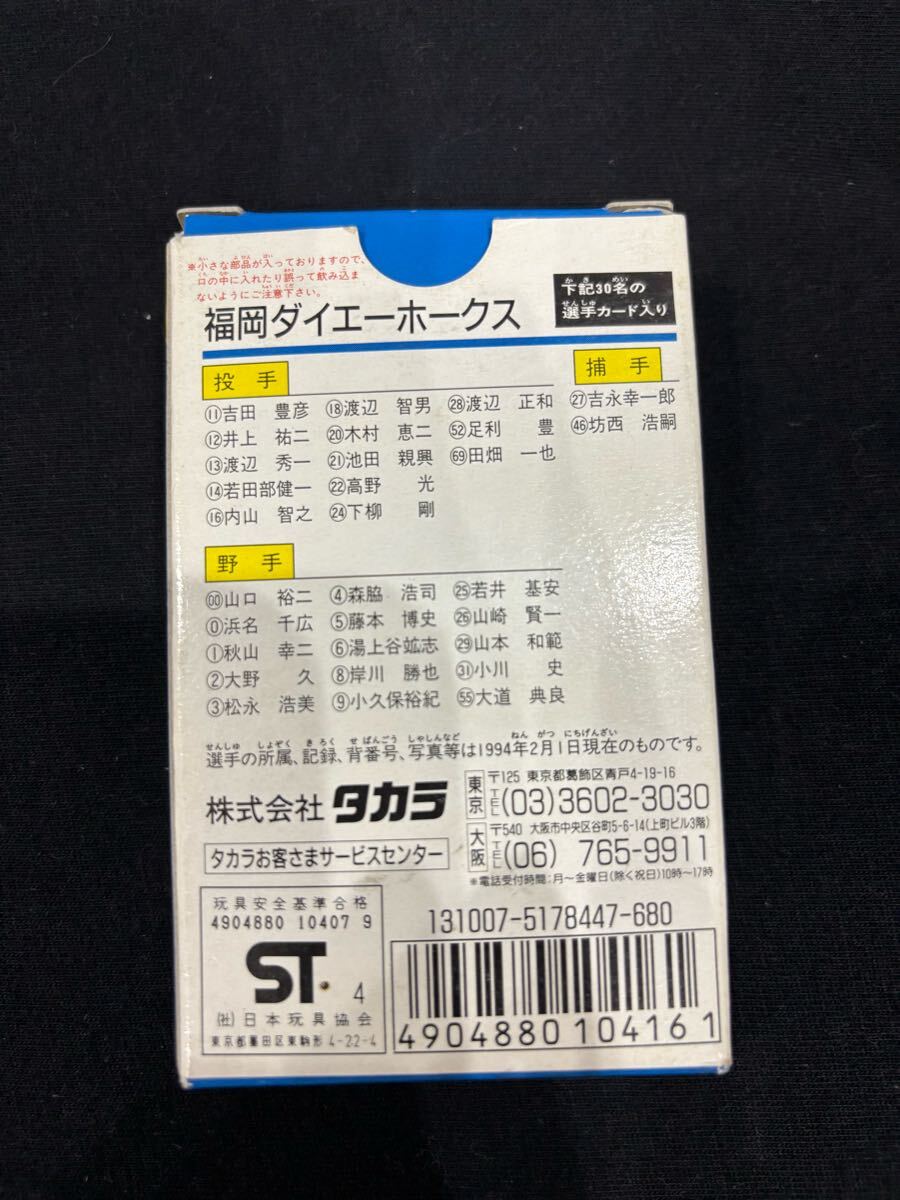 ※小さな部品が入っておりますので、
口の中に入れたり誤って飲み込ま
ないようにご注意下さい。
福岡ダイエーホークス
下記30名の
選手カード入り
投手
⑪吉田 豊彦 ⑱渡辺 智男 ㉘渡辺 正和
⑫井上 祐二 ⑳木村 恵二 52足利 豊
⑬渡辺 秀一 ㉑池田 親興 69田畑 一也
⑭若田部健一 ㉒高野 光
⑯内山 智之 ㉔下柳 剛
捕手
㉗吉永幸一郎
㊻坊西 浩嗣
野手
00山口 裕二 ④森脇 浩司 ㉕若井 基安
⓪浜名 千広 ⑤藤本 博史 ㉖山崎 賢一
①秋山 幸二 ⑥湯上谷竑志 ㉙山本 和範
②大野 久 ⑧岸川 勝也 ㉛小川 史
③松永 浩美 ⑨小久保裕紀 55大道 典良
選手の所属、記録、背番号、写真等は1994年2月1日現在のものです。
株式会社 タカラ
タカラお客さまサービスセンター
東京 〒125 東京都葛飾区青戸4-19-16
TEL(03)3602-3030
大阪 〒540 大阪市中央区谷町5-6-14(上町ビル3階)
TEL(06) 765-9911
＊電話受付時間：月〜金曜日(除く祝日)10時〜17時
玩具安全基準合格
4904880 10407 9
ST. 4
(社)日本玩具協会
東京都墨田区東駒形 4-22-4
131007-5178447-680
4904880 104161